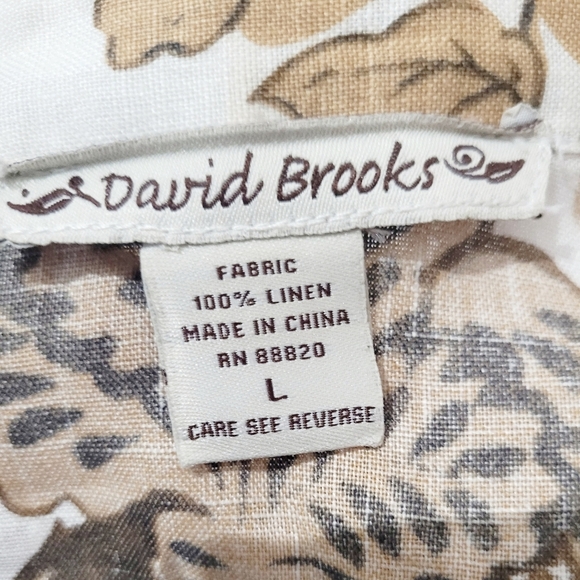 David Brooks
FABRIC
100% LINEN
MADE IN CHINA
RN 88820
L
CARE SEE REVERSE